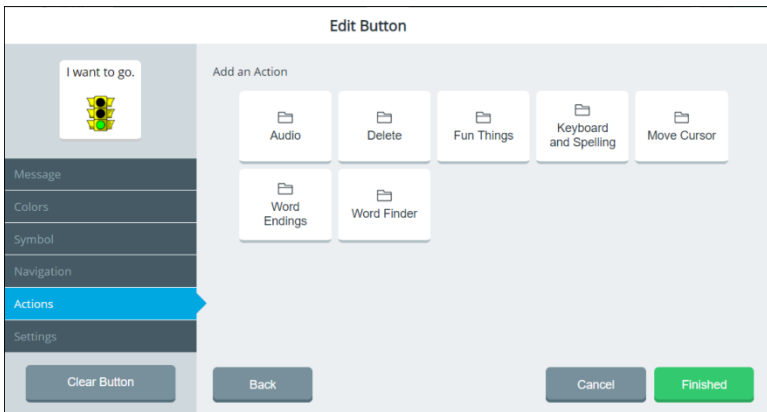 Edit Button
I want to go.
Message
Colors
Symbol
Navigation
Actions
Settings
Clear Button
Add an Action
Audio
Delete
Fun Things
Keyboard
and Spelling
Move Cursor
Word
Endings
Word Finder
Back
Cancel
Finished